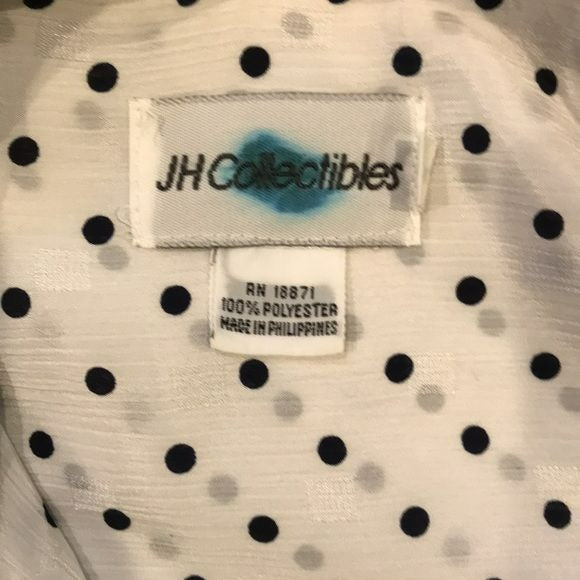 JH Collectibles
RN 18871
100% POLYESTER
MADE IN PHILIPPINES